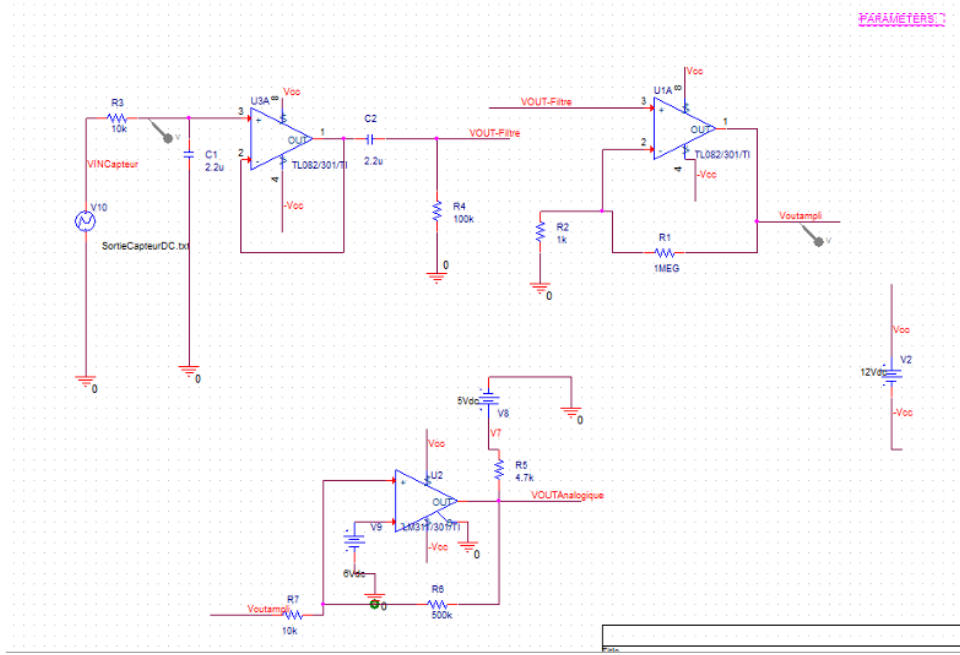 PARAMETERS:
R3
10k
VINCapteur
V10
SortieCapteurDC.txt
0
C1
2.2u
0
U3A
Vcc
8
3
+
2
-
OUT
1
TL082/301/TI
4
-Vcc
C2
2.2u
VOUT-Filtre
R4
100k
0
VOUT-Filtre
U1A
Vcc
8
3
+
2
-
OUT
1
TL082/301/TI
4
-Vcc
R2
1k
0
R1
1MEG
Voutampli
V
V
Vcc
V2
12Vdc
-Vcc
5Vdc
V8
0
V7
R5
4.7k
Vcc
U2
+
-
OUT
VOUTAnalogique
LM311/301/TI
-Vcc
0
V9
6Vdc
0
R6
500k
Voutampli
R7
10k